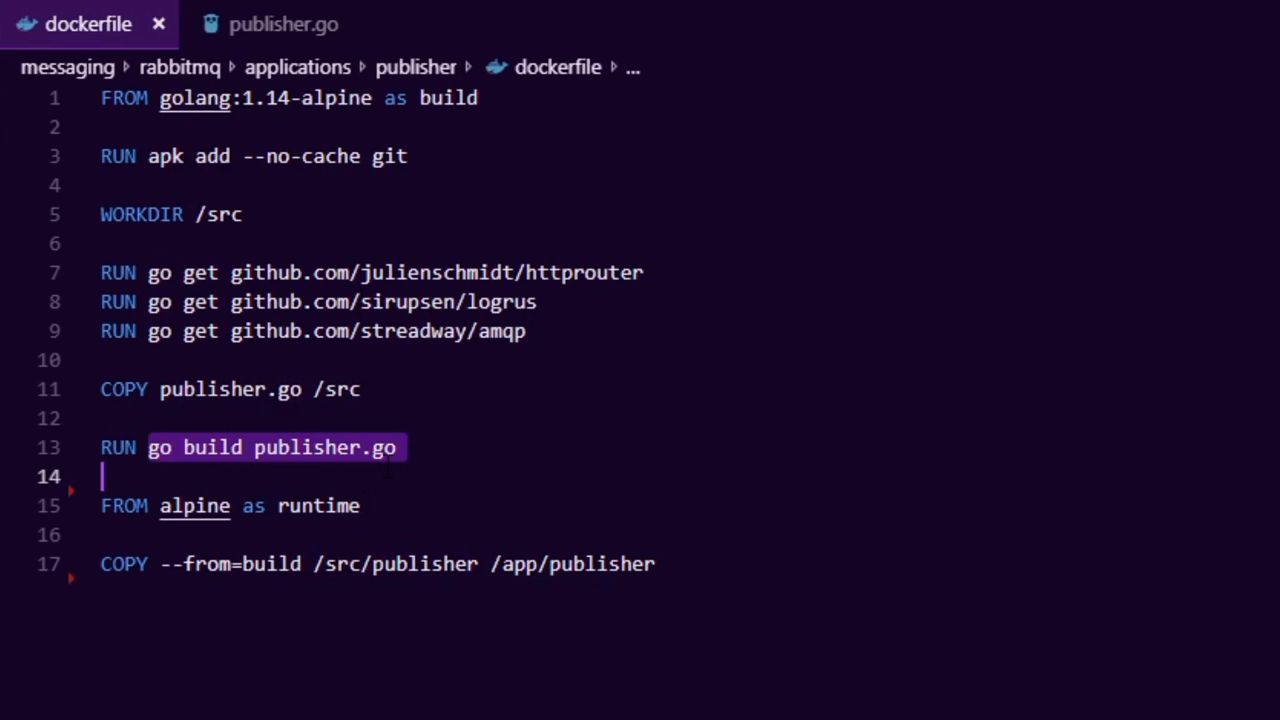 dockerfile × publisher.go
messaging rabbitmq applications publisher dockerfile ...
1 FROM golang:1.14-alpine as build
2
3 RUN apk add --no-cache git
4
5 WORKDIR /src
6
7 RUN go get github.com/julienschmidt/httprouter
8 RUN go get github.com/sirupsen/logrus
9 RUN go get github.com/streadway/amqp
10
11 COPY publisher.go /src
12
13 RUN go build publisher.go
14
15 FROM alpine as runtime
16
17 COPY --from=build /src/publisher /app/publisher